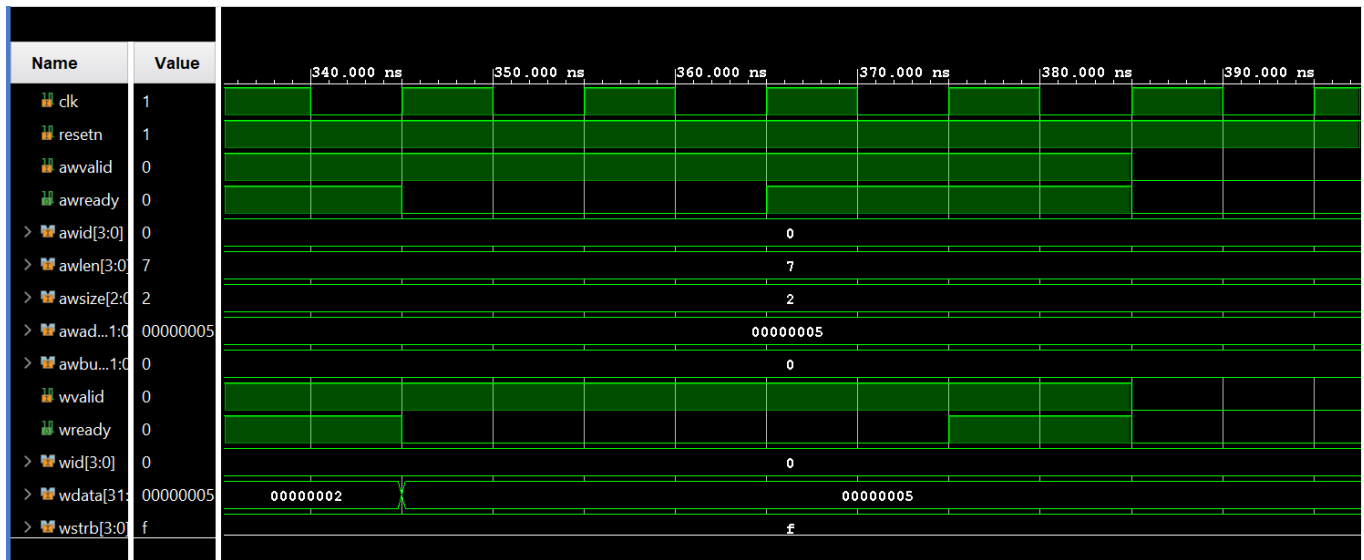 Name Value
340.000 ns 350.000 ns 360.000 ns 370.000 ns 380.000 ns 390.000 ns
clk 1
resetn 1
awvalid 0
awready 0
awid[3:0] 0 0
awlen[3:0] 7 7
awsize[2:0 2 2
awad...1:0 00000005 00000005
awbu...1:0 0 0
wvalid 0
wready 0
wid[3:0] 0 0
wdata[31: 00000005 00000002 00000005
wstrb[3:0] f f